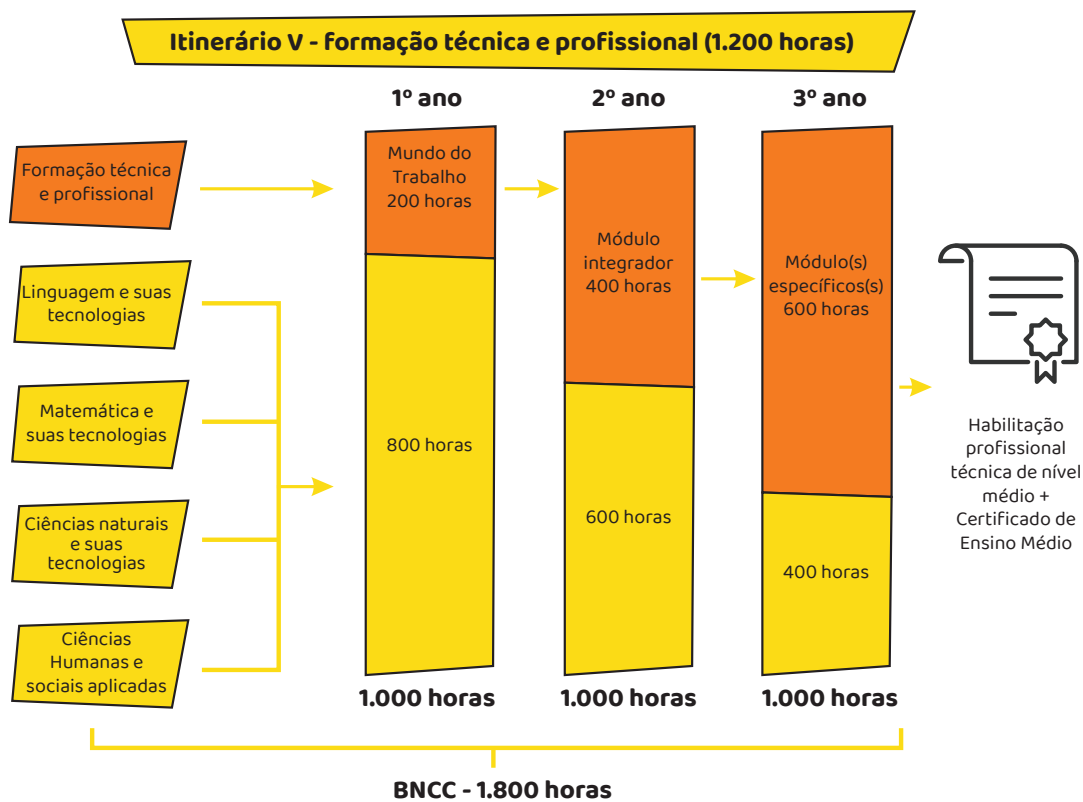 Itinerário V - formação técnica e profissional (1.200 horas)
1º ano
2º ano
3º ano
Formação técnica
e profissional
Linguagem e suas
tecnologias
Matemática e
suas tecnologias
Ciências naturais
e suas
tecnologias
Ciências
Humanas e
sociais aplicadas
Mundo do
Trabalho
200 horas
800 horas
1.000 horas
Módulo
integrador
400 horas
600 horas
1.000 horas
Módulo(s)
específicos(s)
600 horas
400 horas
1.000 horas
Habilitação
profissional
técnica de nível
médio +
Certificado de
Ensino Médio
BNCC - 1.800 horas